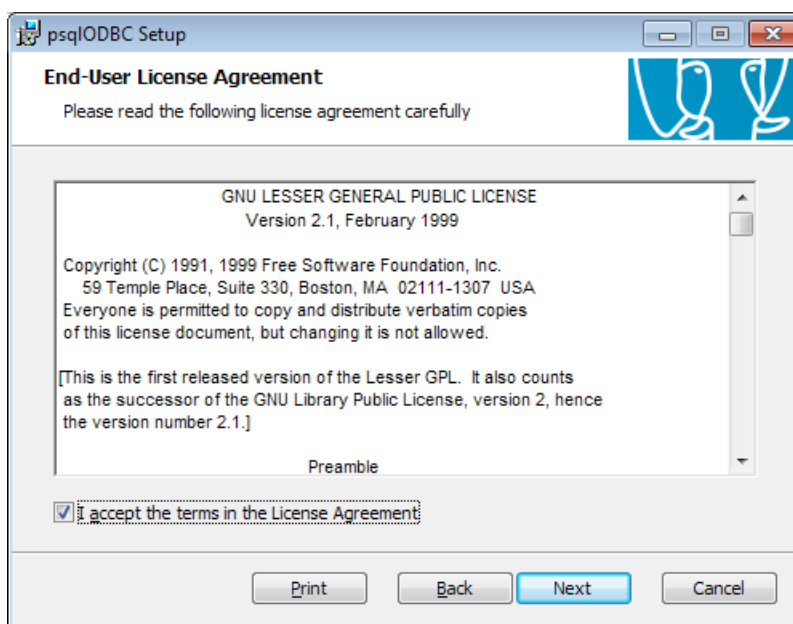 psqlODBC Setup
End-User License Agreement
Please read the following license agreement carefully
GNU LESSER GENERAL PUBLIC LICENSE
Version 2.1, February 1999
Copyright (C) 1991, 1999 Free Software Foundation, Inc.
59 Temple Place, Suite 330, Boston, MA  02111-1307  USA
Everyone is permitted to copy and distribute verbatim copies
of this license document, but changing it is not allowed.
[This is the first released version of the Lesser GPL.  It also counts
as the successor of the GNU Library Public License, version 2, hence
the version number 2.1.]
Preamble
I accept the terms in the License Agreement
Print Back Next Cancel